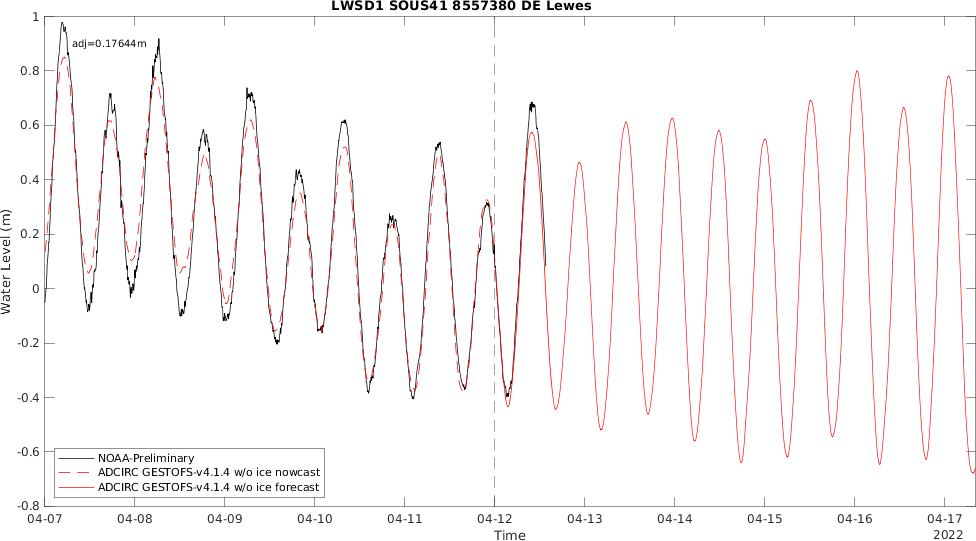 LWSD1 SOUS41 8557380 DE Lewes
adj=0.17644m
1
0.8
0.6
0.4
0.2
0
-0.2
-0.4
-0.6
-0.8
Water Level (m)
NOAA-Preliminary
ADCIRC GESTOFS-v4.1.4 w/o ice nowcast
ADCIRC GESTOFS-v4.1.4 w/o ice forecast
04-07 04-08 04-09 04-10 04-11 04-12 04-13 04-14 04-15 04-16 04-17
Time
2022